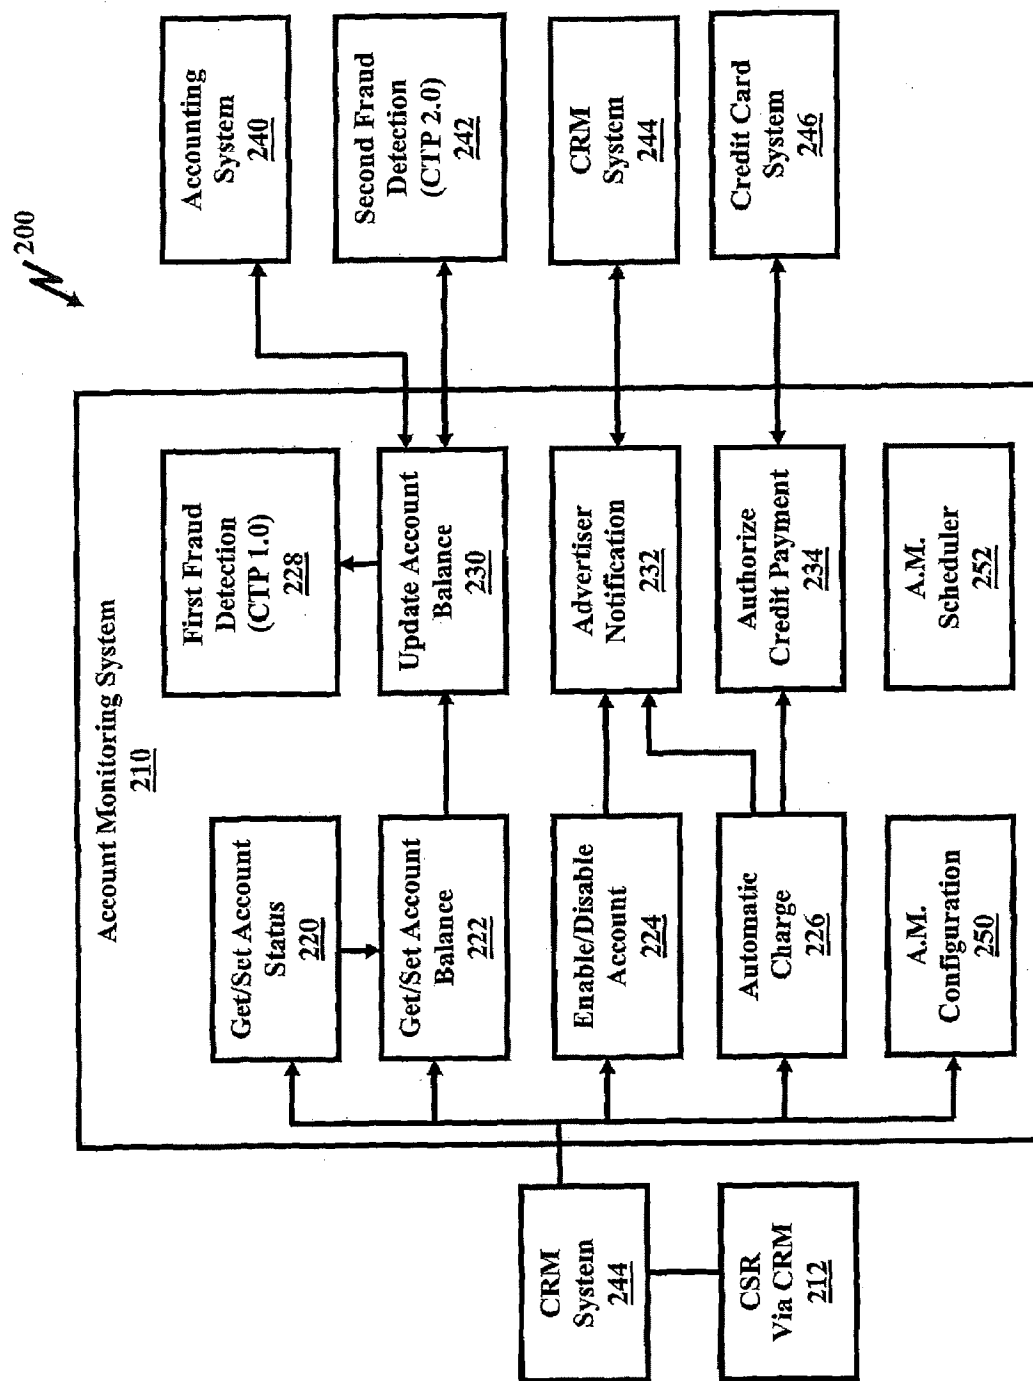 200
Account Monitoring System
210
CRM
System
244
CSR
Via CRM
212
Get/Set Account
Status
220
Get/Set Account
Balance
222
Enable/Disable
Account
224
Automatic
Charge
226
A.M.
Configuration
250
First Fraud
Detection
(CTP 1.0)
228
Update Account
Balance
230
Advertiser
Notification
232
Authorize
Credit Payment
234
A.M.
Scheduler
252
Accounting
System
240
Second Fraud
Detection
(CTP 2.0)
242
CRM
System
244
Credit Card
System
246